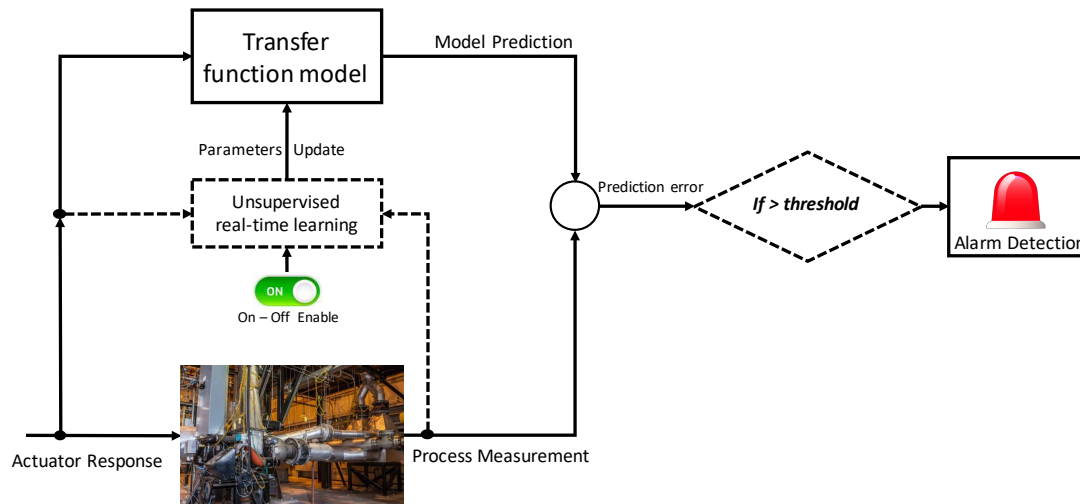 Transfer
function model
Model Prediction
Parameters Update
Unsupervised
real-time learning
Prediction error
If > threshold
Alarm Detection
ON
On – Off Enable
Actuator Response
Process Measurement